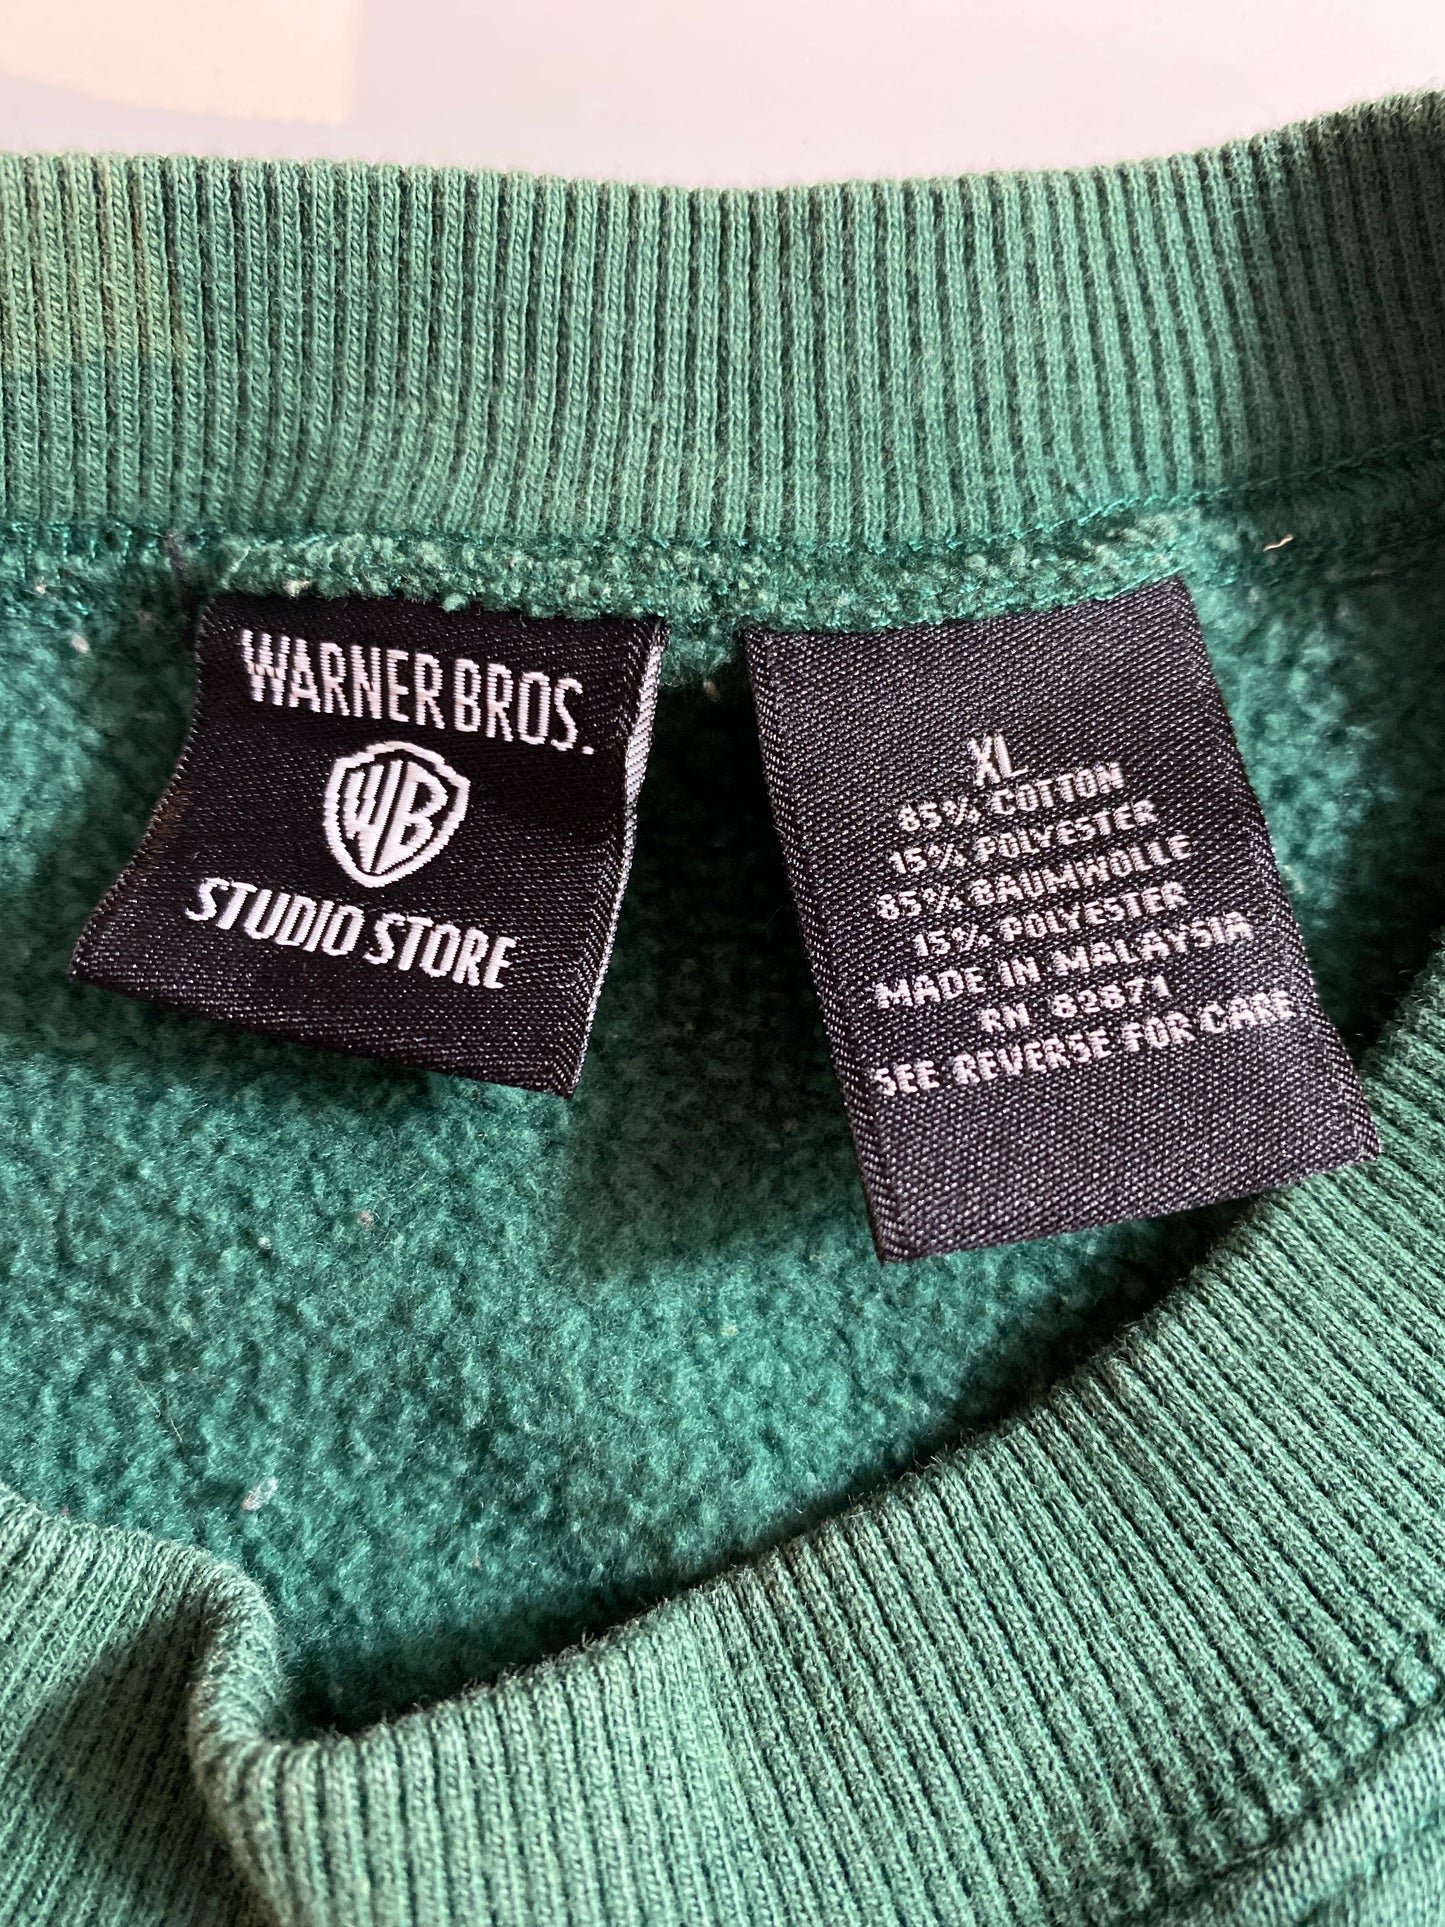 WARNER BROS.
WB
STUDIO STORE
XL
85% COTTON
15% POLYESTER
85% BAUMWOLLE
15% POLYESTER
MADE IN MALAYSIA
RN 83871
SEE REVERSE FOR CARE